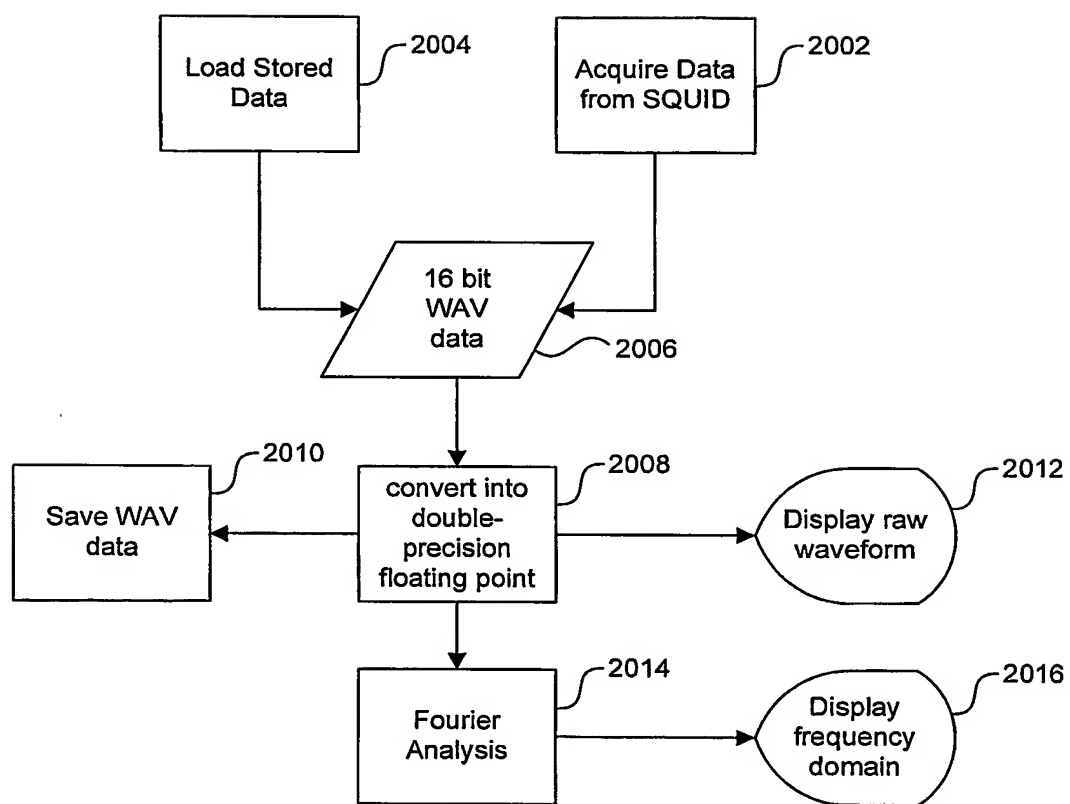 2004
Load Stored
Data
2002
Acquire Data
from SQUID
16 bit
WAV
data
2006
2010
Save WAV
data
2008
convert into
double-
precision
floating point
2012
Display raw
waveform
2014
Fourier
Analysis
2016
Display
frequency
domain